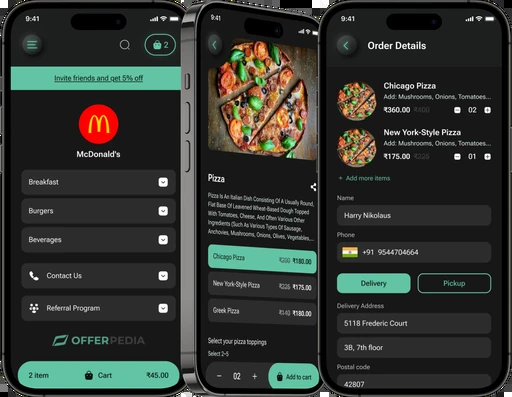 9:41
2
Invite friends and get 5% off
McDonald's
Breakfast
Burgers
Beverages
Contact Us
Referral Program
OFFERPEDIA
2 item
Cart
₹45.00
9:41
Pizza
Pizza Is An Italian Dish Consisting Of A Usually Round,
Flat Base Of Leavened Wheat-Based Dough Topped
With Tomatoes, Cheese, And Often Various Other
Ingredients (Such As Various Types Of Sausage,
Anchovies, Mushrooms, Onions, Olives, Vegetables,...
Chicago Pizza ₹200 ₹180.00
New York-Style Pizza ₹225 ₹175.00
Greek Pizza ₹140 ₹180.00
Select your pizza toppings
Select 2-5
− 02 + Add to cart
9:41
Order Details
Chicago Pizza
Add: Mushrooms, Onions, Tomatoes...
₹360.00 ₹400 − 02 +
New York-Style Pizza
Add: Mushrooms, Onions, Tomatoes...
₹175.00 ₹225 − 01 +
+ Add more items
Name
Harry Nikolaus
Phone
+91 9544704664
Delivery
Pickup
Delivery Address
5118 Frederic Court
3B, 7th floor
Postal code
42807